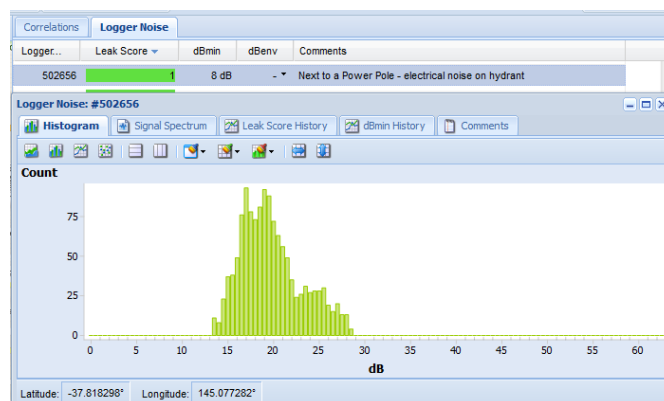 Correlations Logger Noise
Logger... Leak Score dBmin dBenv Comments
502656 1 8 dB - Next to a Power Pole - electrical noise on hydrant
Logger Noise: #502656
Histogram Signal Spectrum Leak Score History dBmin History Comments
Count
75
50
25
0
0 5 10 15 20 25 30 35 40 45 50 55 60
dB
Latitude: -37.818298° Longitude: 145.077282°